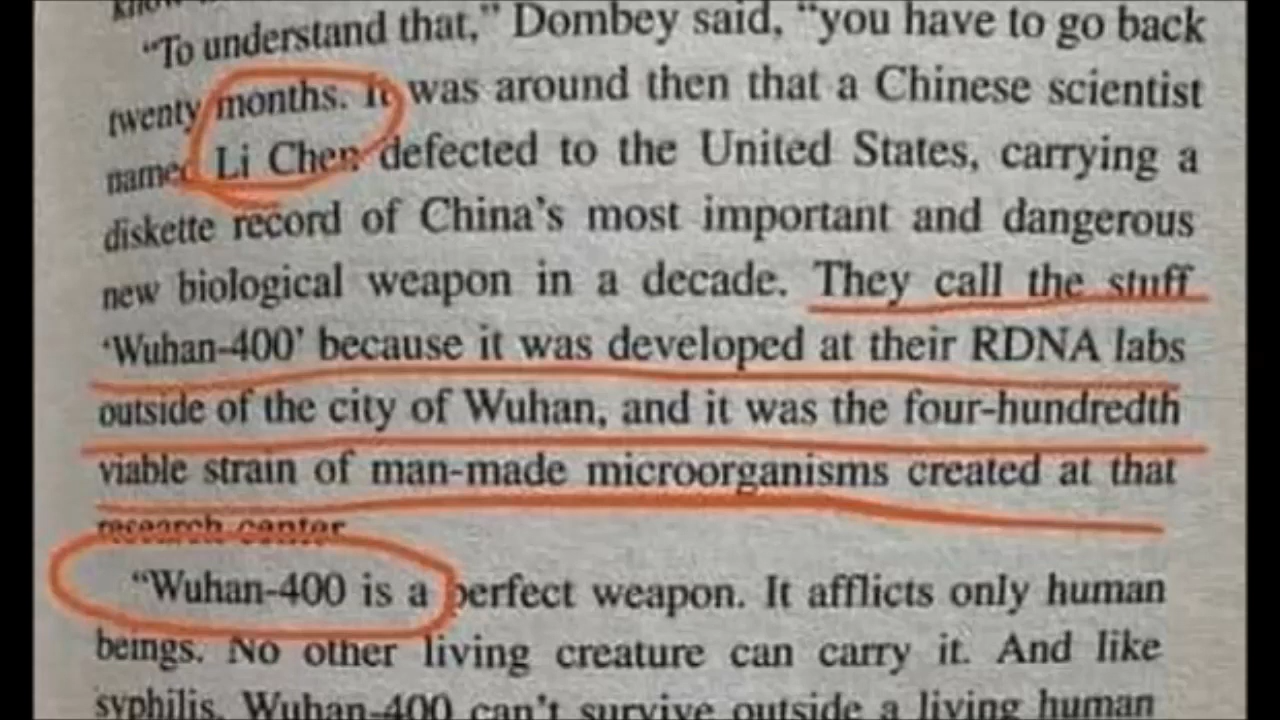 “To understand that,” Dombey said, “you have to go back
twenty months. It was around then that a Chinese scientist
named Li Chen defected to the United States, carrying a
diskette record of China’s most important and dangerous
new biological weapon in a decade. They call the stuff
‘Wuhan-400’ because it was developed at their RDNA labs
outside of the city of Wuhan, and it was the four-hundredth
viable strain of man-made microorganisms created at that
research center
“Wuhan-400 is a perfect weapon. It afflicts only human
beings. No other living creature can carry it. And like
syphilis, Wuhan-400 can’t survive outside a living human